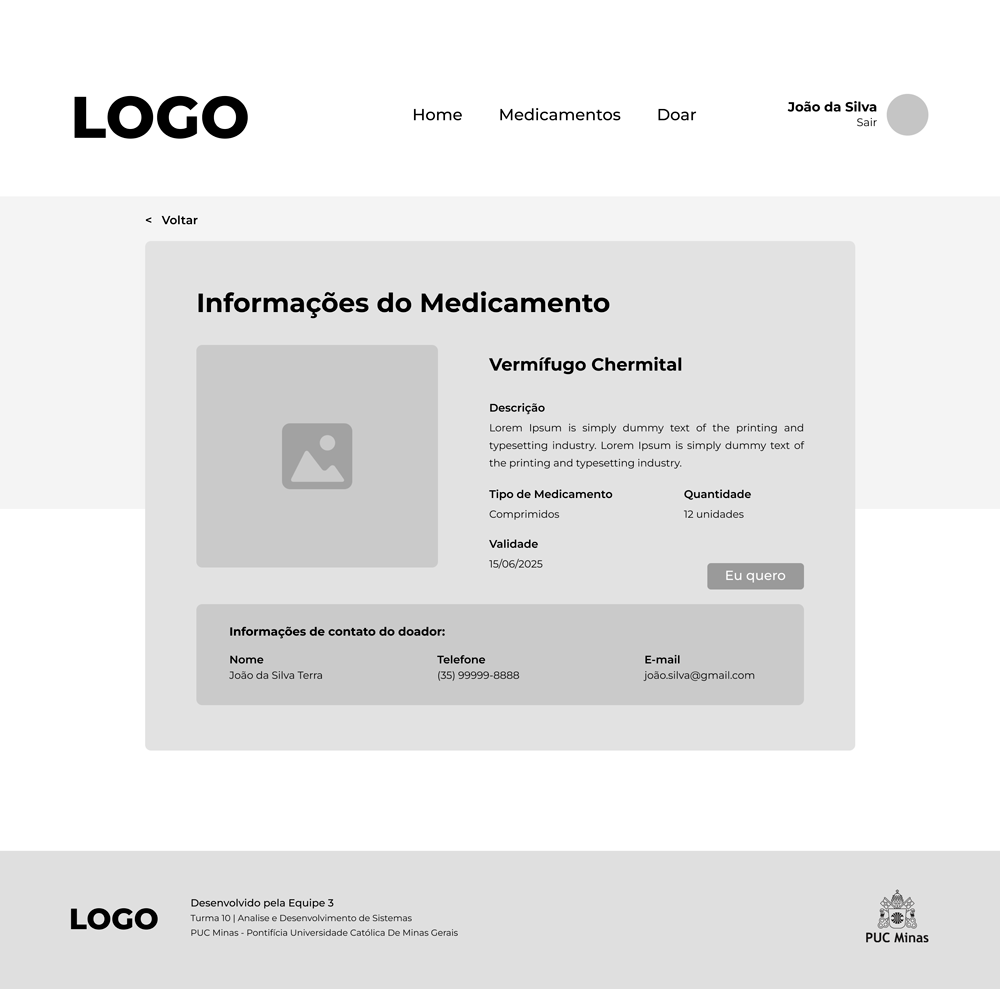 LOGO
Home Medicamentos Doar
João da Silva
Sair
< Voltar
Informações do Medicamento
Vermífugo Chermital
Descrição
Lorem Ipsum is simply dummy text of the printing and
typesetting industry. Lorem Ipsum is simply dummy text of
the printing and typesetting industry.
Tipo de Medicamento Quantidade
Comprimidos 12 unidades
Validade
15/06/2025
Eu quero
Informações de contato do doador:
Nome Telefone E-mail
João da Silva Terra (35) 99999-8888 joão.silva@gmail.com
LOGO
Desenvolvido pela Equipe 3
Turma 10 | Analise e Desenvolvimento de Sistemas
PUC Minas - Pontifícia Universidade Católica De Minas Gerais
PUC Minas